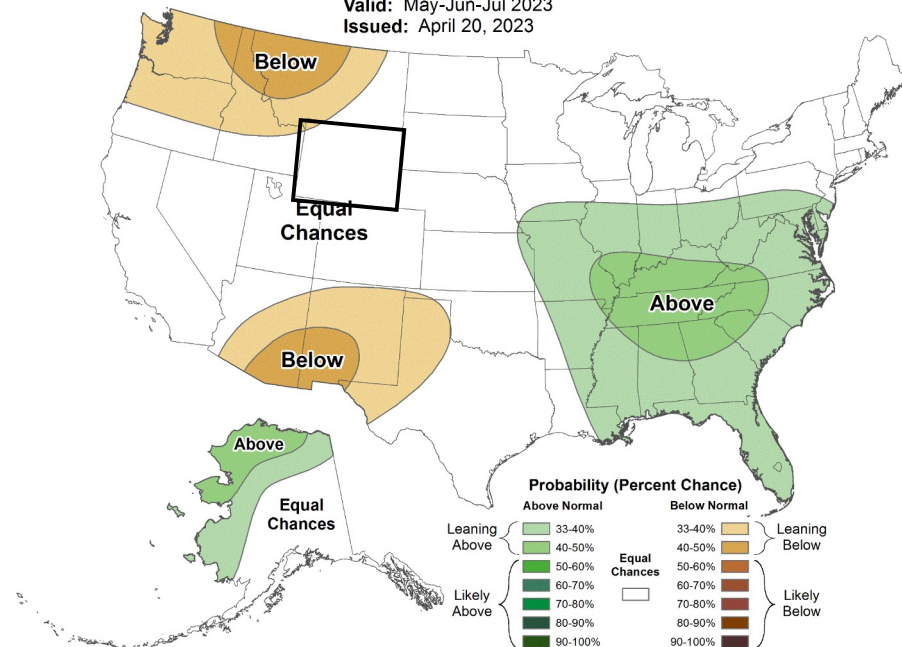 Valid: May-Jun-Jul 2023
Issued: April 20, 2023
Below
Equal
Chances
Above
Below
Above
Equal
Chances
Probability (Percent Chance)
Above Normal
Below Normal
Leaning
Above
33-40%
40-50%
50-60%
60-70%
70-80%
80-90%
90-100%
Likely
Above
Equal
Chances
33-40%
40-50%
50-60%
60-70%
70-80%
80-90%
90-100%
Leaning
Below
Likely
Below